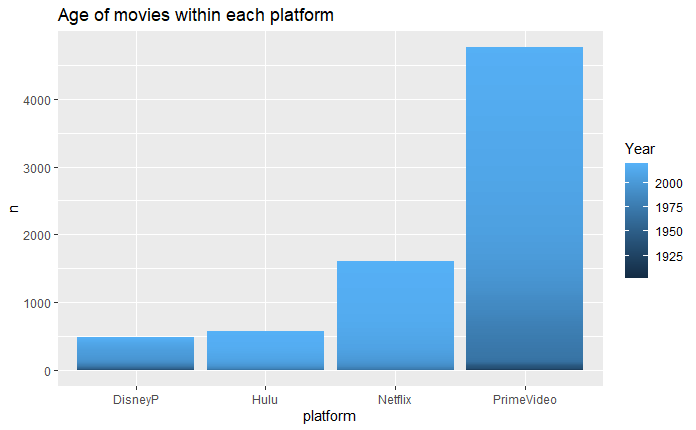 Age of movies within each platform
4000
3000
2000
1000
0
n
DisneyP
Hulu
Netflix
PrimeVideo
platform
Year
2000
1975
1950
1925